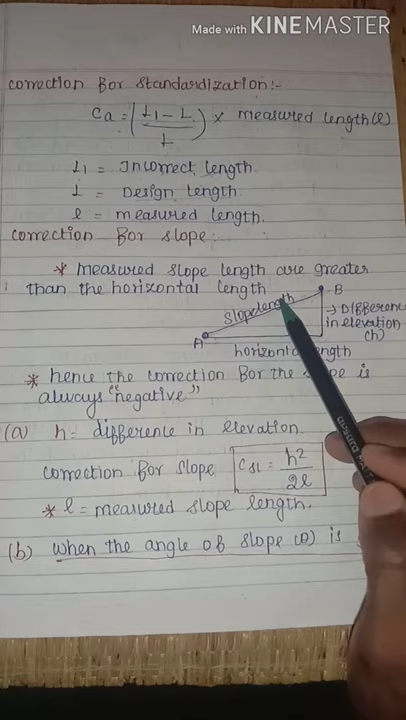 Made with KINEMASTER
correction for standardization:-
Ca = (L1 - L / L) × measured length(l)
L1 = Incorrect length.
L = Design length.
l = measured length.
correction for slope:-
* measured slope length are greater
than the horizontal length
B
slope length
→ Difference
in elevation
(h)
A
horizontal length
* hence the correction for the slope is
always "negative"
(a) h = difference in elevation.
correction for slope Csl = h²/2l
* l = measured slope length.
(b) when the angle of slope (θ) is